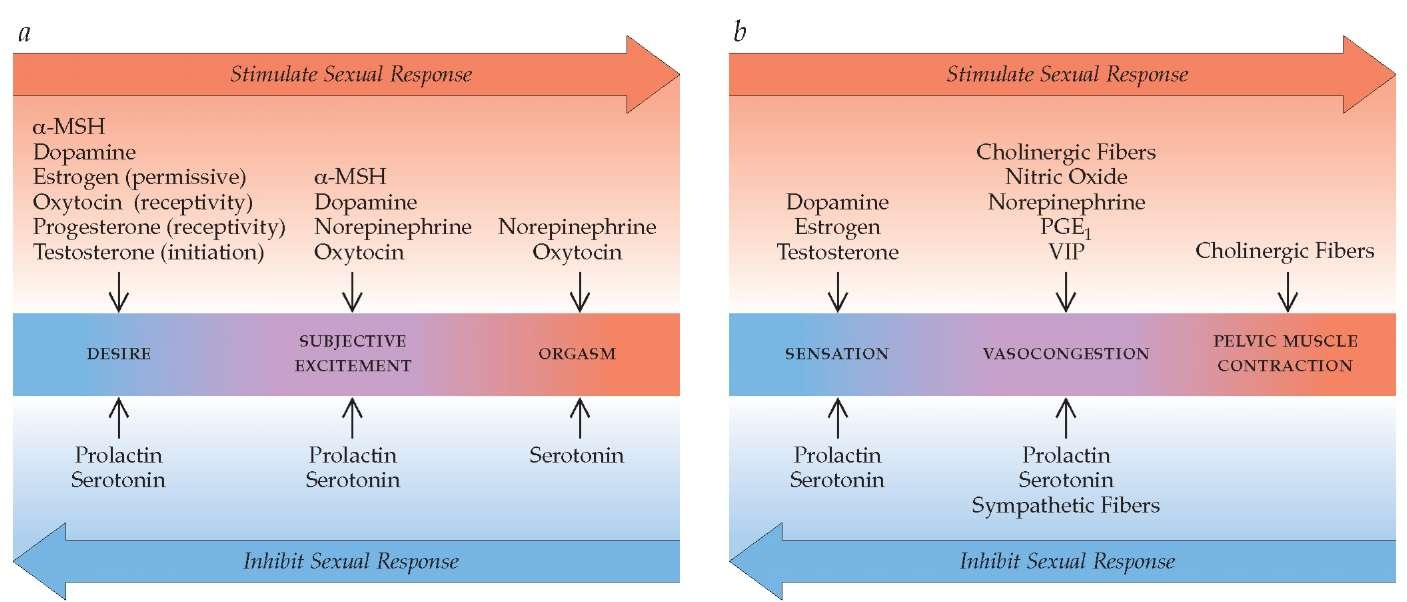 a
Stimulate Sexual Response
α-MSH
Dopamine
Estrogen (permissive)
Oxytocin (receptivity)
Progesterone (receptivity)
Testosterone (initiation)
α-MSH
Dopamine
Norepinephrine
Oxytocin
Norepinephrine
Oxytocin
DESIRE
SUBJECTIVE
EXCITEMENT
ORGASM
Prolactin
Serotonin
Prolactin
Serotonin
Serotonin
Inhibit Sexual Response
b
Stimulate Sexual Response
Dopamine
Estrogen
Testosterone
Cholinergic Fibers
Nitric Oxide
Norepinephrine
PGE₁
VIP
Cholinergic Fibers
SENSATION
VASOCONGESTION
PELVIC MUSCLE
CONTRACTION
Prolactin
Serotonin
Prolactin
Serotonin
Sympathetic Fibers
Inhibit Sexual Response